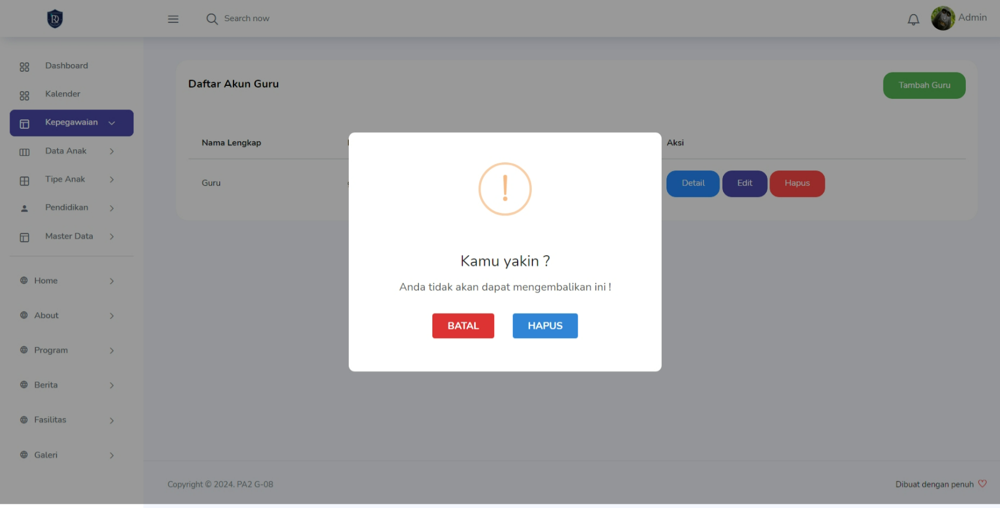 Search now
Admin
Dashboard
Kalender
Kepegawaian
Data Anak
Tipe Anak
Pendidikan
Master Data
Home
About
Program
Berita
Fasilitas
Galeri
Daftar Akun Guru
Tambah Guru
Nama Lengkap
Aksi
Guru
Detail
Edit
Hapus
Kamu yakin ?
Anda tidak akan dapat mengembalikan ini !
BATAL
HAPUS
Copyright © 2024. PA2 G-08
Dibuat dengan penuh